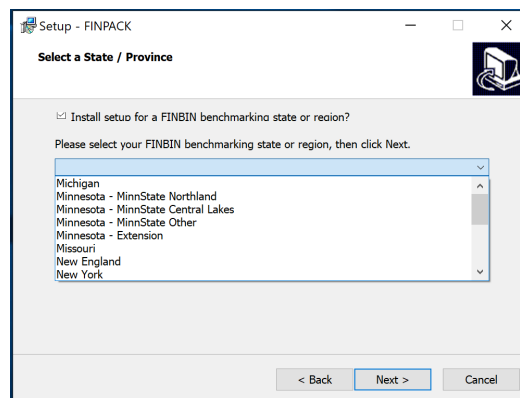 Setup - FINPACK
Select a State / Province
Install setup for a FINBIN benchmarking state or region?
Please select your FINBIN benchmarking state or region, then click Next.
Michigan
Minnesota - MinnState Northland
Minnesota - MinnState Central Lakes
Minnesota - MinnState Other
Minnesota - Extension
Missouri
New England
New York
< Back Next > Cancel